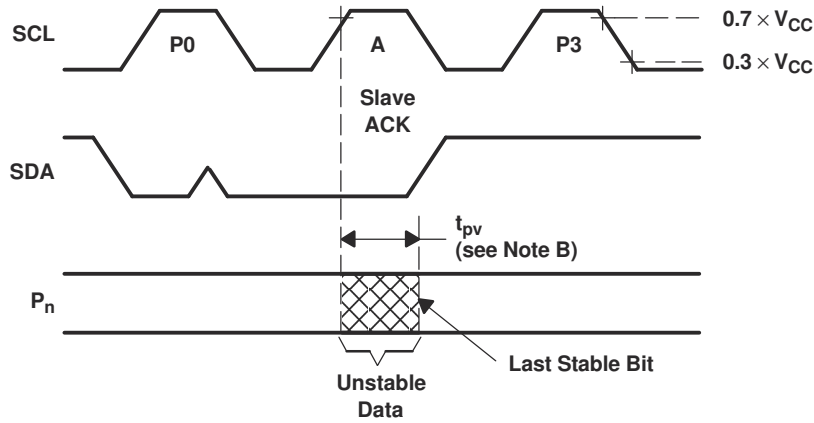 SCL
P0
A
P3
0.7 × VCC
0.3 × VCC
Slave
ACK
SDA
tpv
(see Note B)
Pn
Last Stable Bit
Unstable
Data